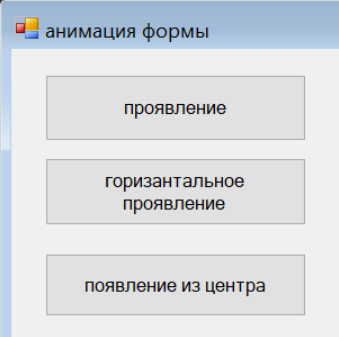 анимация формы
проявление
горизантальное
проявление
появление из центра